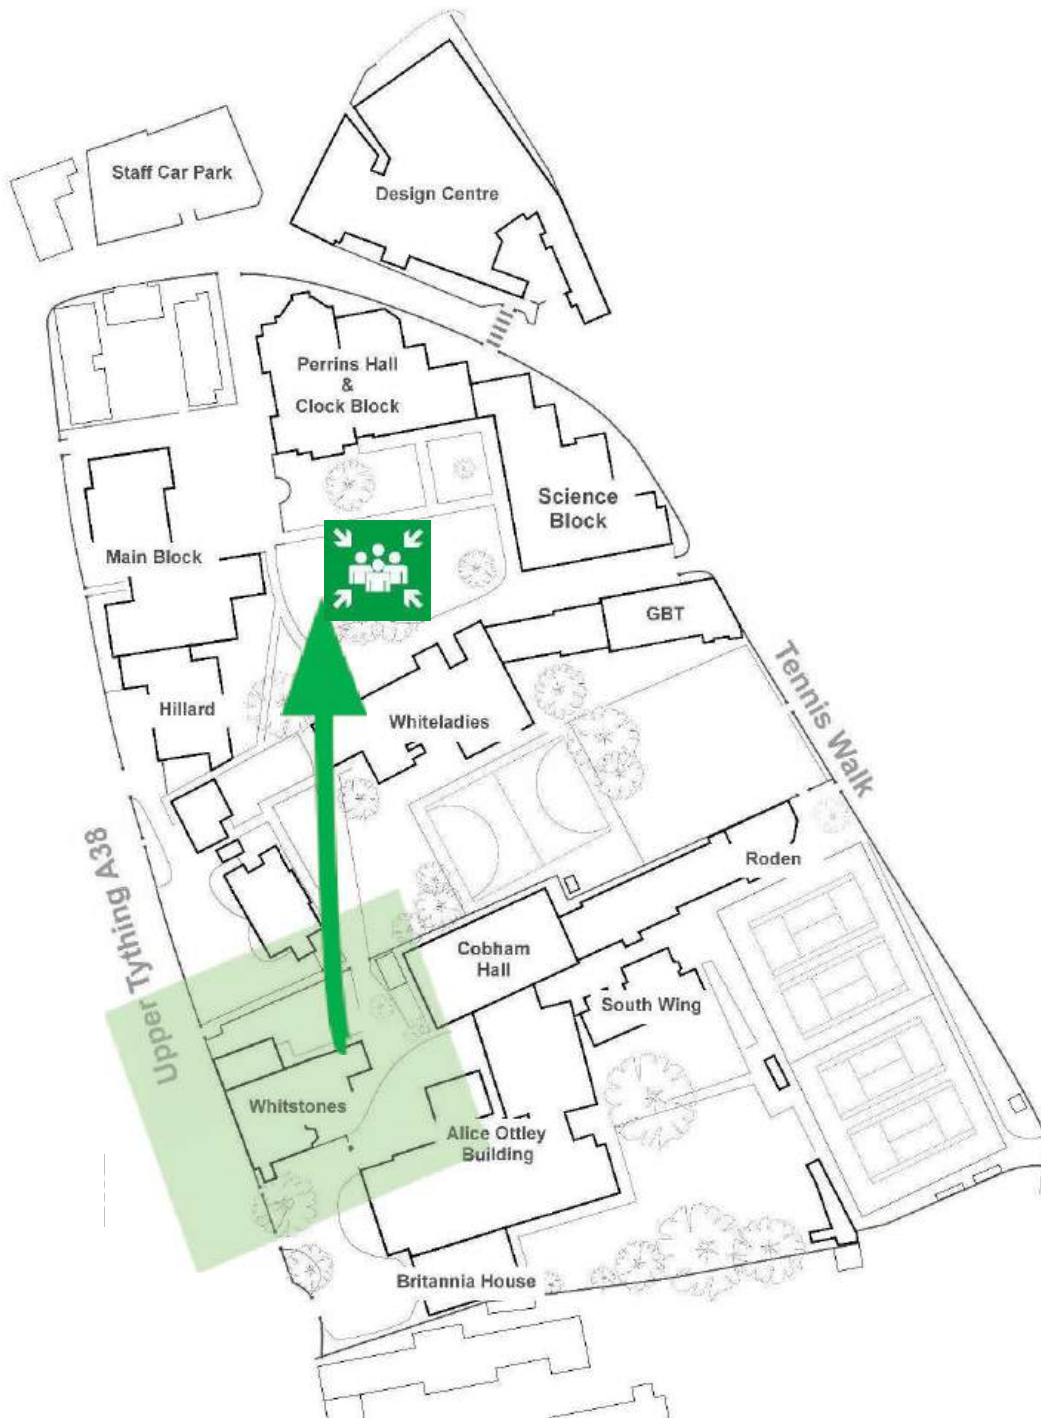 Staff Car Park
Design Centre
Perrins Hall
&
Clock Block
Science
Block
Main Block
GBT
Tennis Walk
Hillard
Whiteladies
Upper Tything A38
Roden
Cobham
Hall
South Wing
Whitstones
Alice Ottley
Building
Britannia House